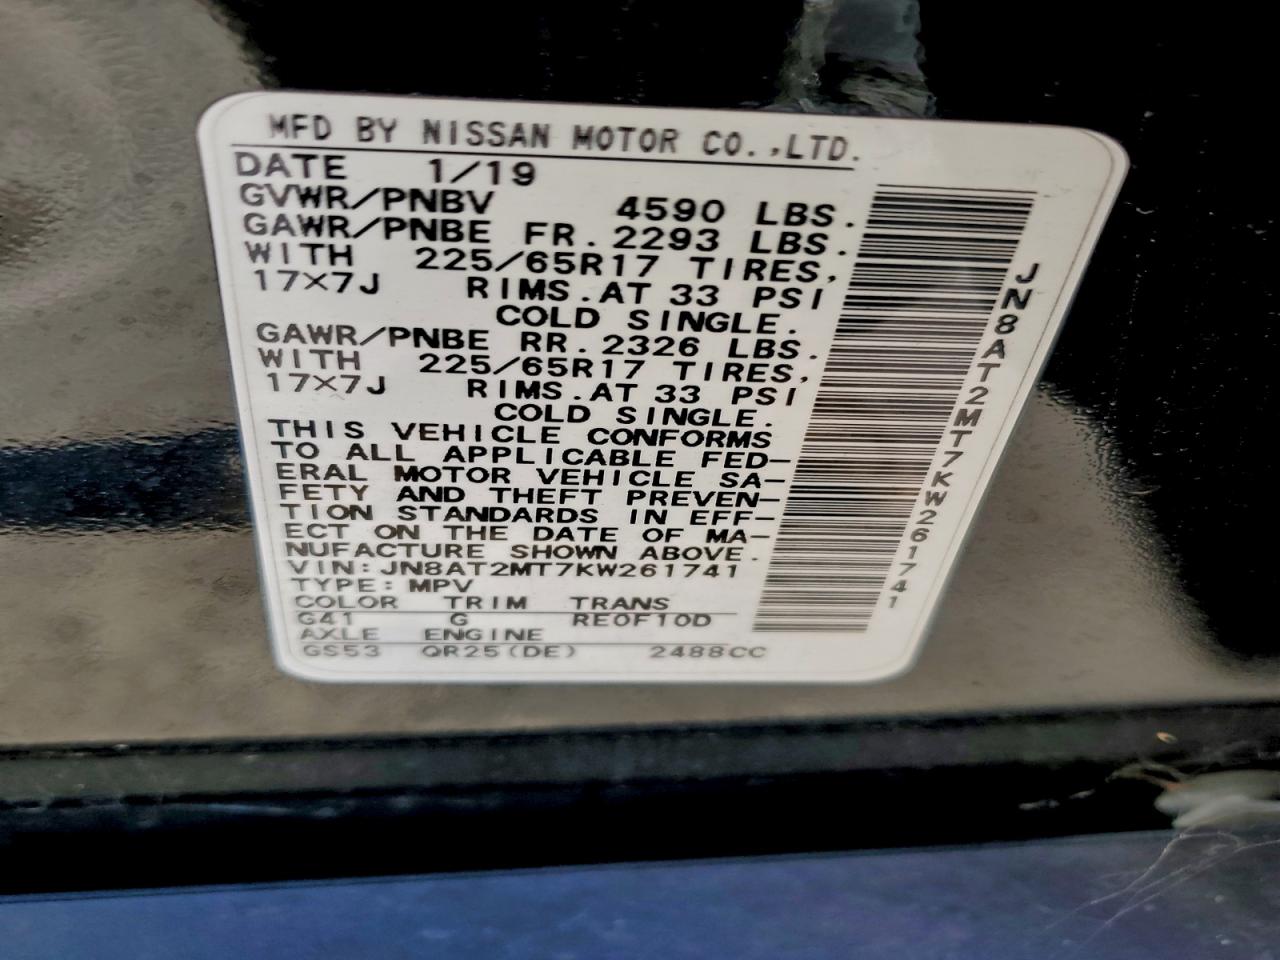 MFD BY NISSAN MOTOR CO.,LTD.
DATE 1/19
GVWR/PNBV 4590 LBS.
GAWR/PNBE FR. 2293 LBS.
WITH 225/65R17 TIRES,
17X7J RIMS.AT 33 PSI
COLD SINGLE.
GAWR/PNBE RR. 2326 LBS.
WITH 225/65R17 TIRES,
17X7J RIMS.AT 33 PSI
COLD SINGLE.
THIS VEHICLE CONFORMS
TO ALL APPLICABLE FED-
ERAL MOTOR VEHICLE SA-
FETY AND THEFT PREVEN-
TION STANDARDS IN EFF-
ECT ON THE DATE OF MA-
NUFACTURE SHOWN ABOVE.
VIN:JN8AT2MT7KW261741
TYPE:MPV
COLOR TRIM TRANS
G41 G RE0F10D
AXLE ENGINE
GS53 QR25(DE) 2488CC
JN8AT2MT7KW261741